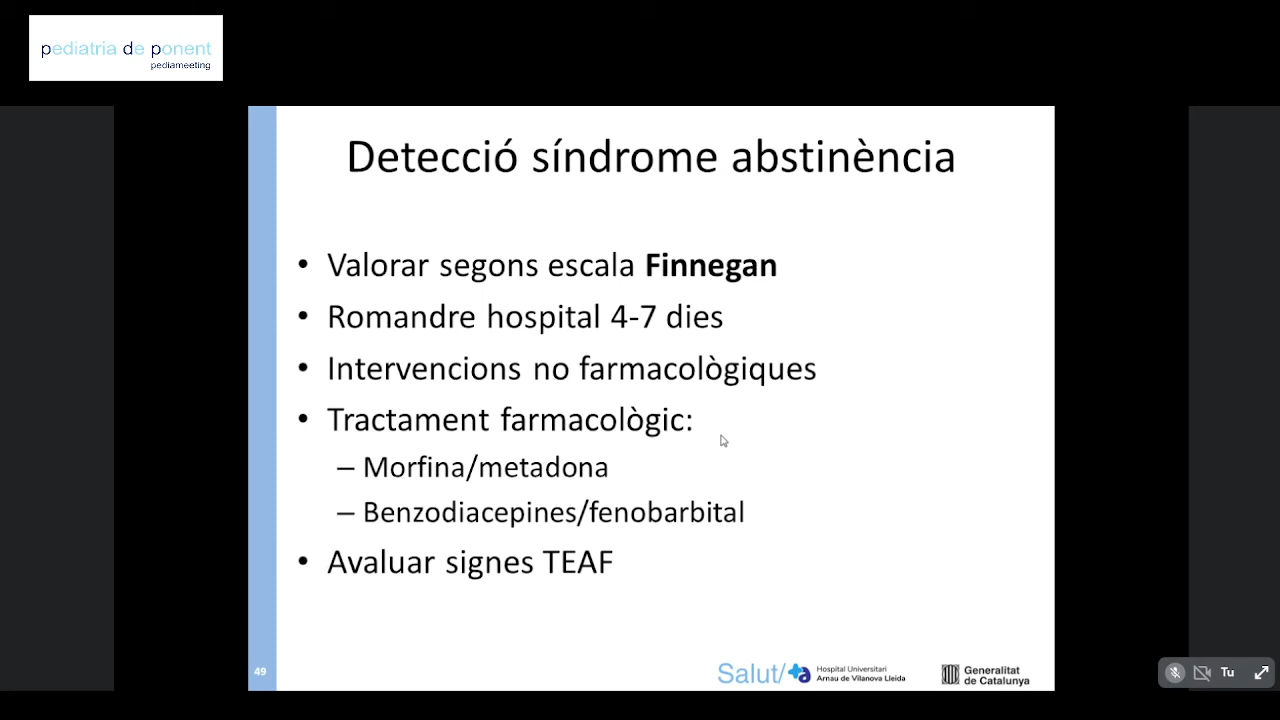 pediatria de ponent
pediameeting
Detecció síndrome abstinència
• Valorar segons escala Finnegan
• Romandre hospital 4-7 dies
• Intervencions no farmacològiques
• Tractament farmacològic:
– Morfina/metadona
– Benzodiacepines/fenobarbital
• Avaluar signes TEAF
49
Salut/
Hospital Universitari
Arnau de Vilanova Lleida
Generalitat
de Catalunya
Tu